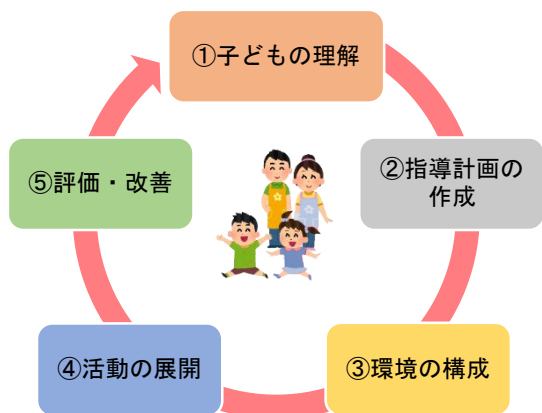 ①子どもの理解
②指導計画の
作成
③環境の構成
④活動の展開
⑤評価・改善